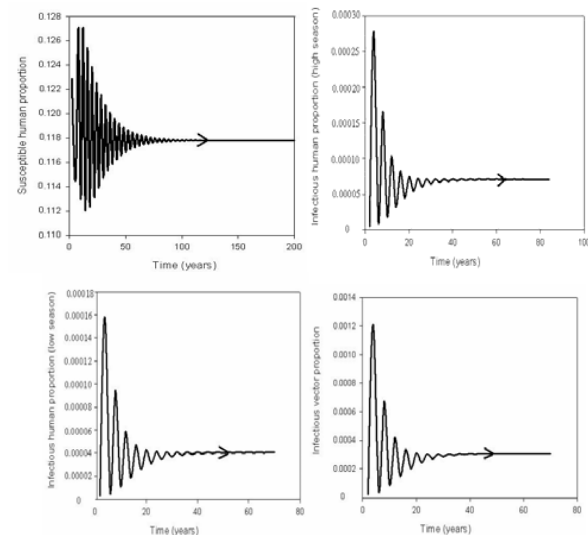 Susceptible human proportion
0.128
0.126
0.124
0.122
0.120
0.118
0.116
0.114
0.112
0.110
0 50 100 150 200
Time (years)
Infectious human proportion (high season)
0.00030
0.00025
0.00020
0.00015
0.00010
0.00005
0
0 20 40 60 80 100
Time (years)
Infectious human proportion (low season)
0.00018
0.00016
0.00014
0.00012
0.00010
0.00008
0.00006
0.00004
0.00002
0
0 20 40 60 80
Time (years)
Infectious vector proportion
0.0014
0.0012
0.0010
0.0008
0.0006
0.0004
0.0002
0
0 20 40 60 80
Time (years)